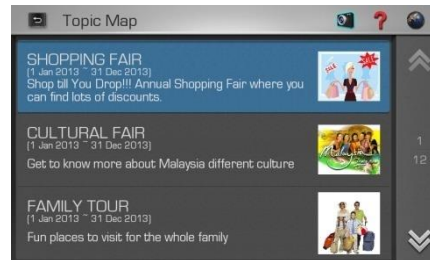 Topic Map
?
SHOPPING FAIR
[1 Jan 2013 ~ 31 Dec 2013]
Shop till You Drop!!! Annual Shopping Fair where you
can find lots of discounts.
SALE
CULTURAL FAIR
[1 Jan 2013 ~ 31 Dec 2013]
Get to know more about Malaysia different culture
FAMILY TOUR
[1 Jan 2013 ~ 31 Dec 2013]
Fun places to visit for the whole family
1
12